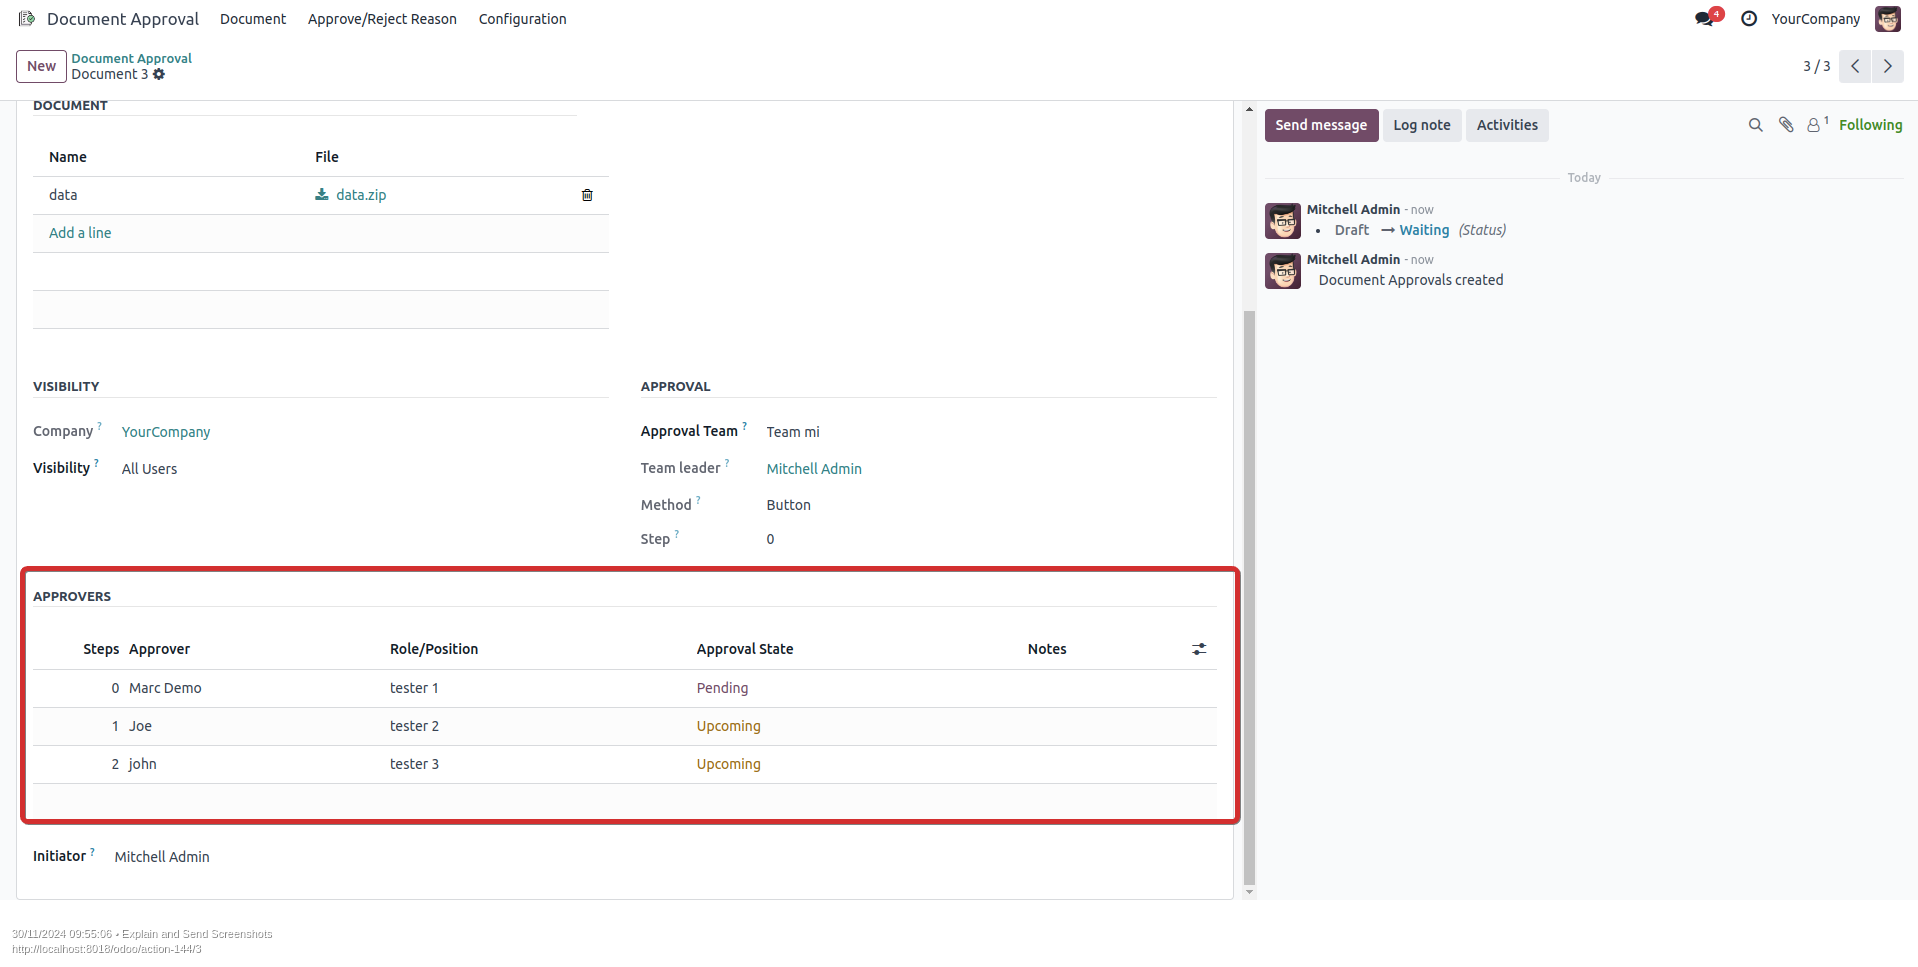 Document Approval Document Approve/Reject Reason Configuration 4 YourCompany
New Document Approval
Document 3 3 / 3
DOCUMENT
Name File
data data.zip
Add a line
VISIBILITY
Company ? YourCompany
Visibility ? All Users
APPROVAL
Approval Team ? Team mi
Team leader ? Mitchell Admin
Method ? Button
Step ? 0
APPROVERS
Steps Approver Role/Position Approval State Notes
0 Marc Demo tester 1 Pending
1 Joe tester 2 Upcoming
2 john tester 3 Upcoming
Initiator ? Mitchell Admin
Send message Log note Activities 1 Following
Today
Mitchell Admin - now
• Draft → Waiting (Status)
Mitchell Admin - now
Document Approvals created
30/11/2024 09:55:06 - Explain and Send Screenshots
http://localhost:8018/odoo/action-144/3